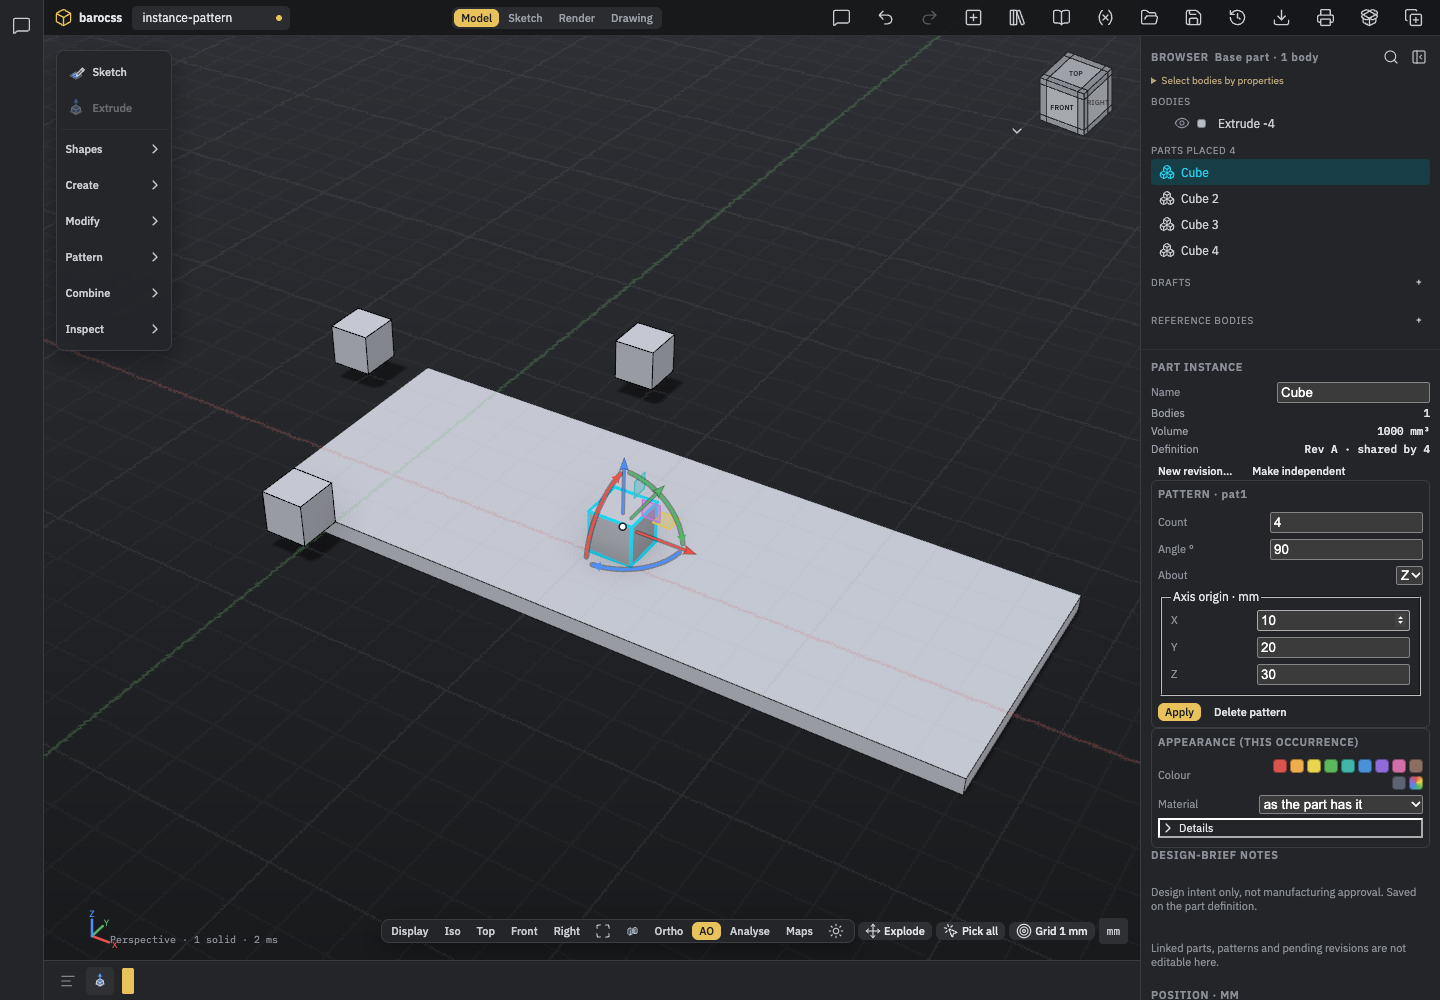 barocss
instance-pattern
Model
Sketch
Render
Drawing
Sketch
Extrude
Shapes
Create
Modify
Pattern
Combine
Inspect
TOP
FRONT
RIGHT
BROWSER Base part · 1 body
Select bodies by properties
BODIES
Extrude -4
PARTS PLACED 4
Cube
Cube 2
Cube 3
Cube 4
DRAFTS +
REFERENCE BODIES +
PART INSTANCE
Name Cube
Bodies 1
Volume 1000 mm³
Definition Rev A · shared by 4
New revision... Make independent
PATTERN · pat1
Count 4
Angle ° 90
About Z
Axis origin · mm
X 10
Y 20
Z 30
Apply Delete pattern
APPEARANCE (THIS OCCURRENCE)
Colour
Material as the part has it
Details
DESIGN-BRIEF NOTES
Design intent only, not manufacturing approval. Saved
on the part definition.
Linked parts, patterns and pending revisions are not
editable here.
POSITION · MM
Z
Y
X
Perspective · 1 solid · 2 ms
Display Iso Top Front Right Ortho AO Analyse Maps Explode Pick all Grid 1 mm mm